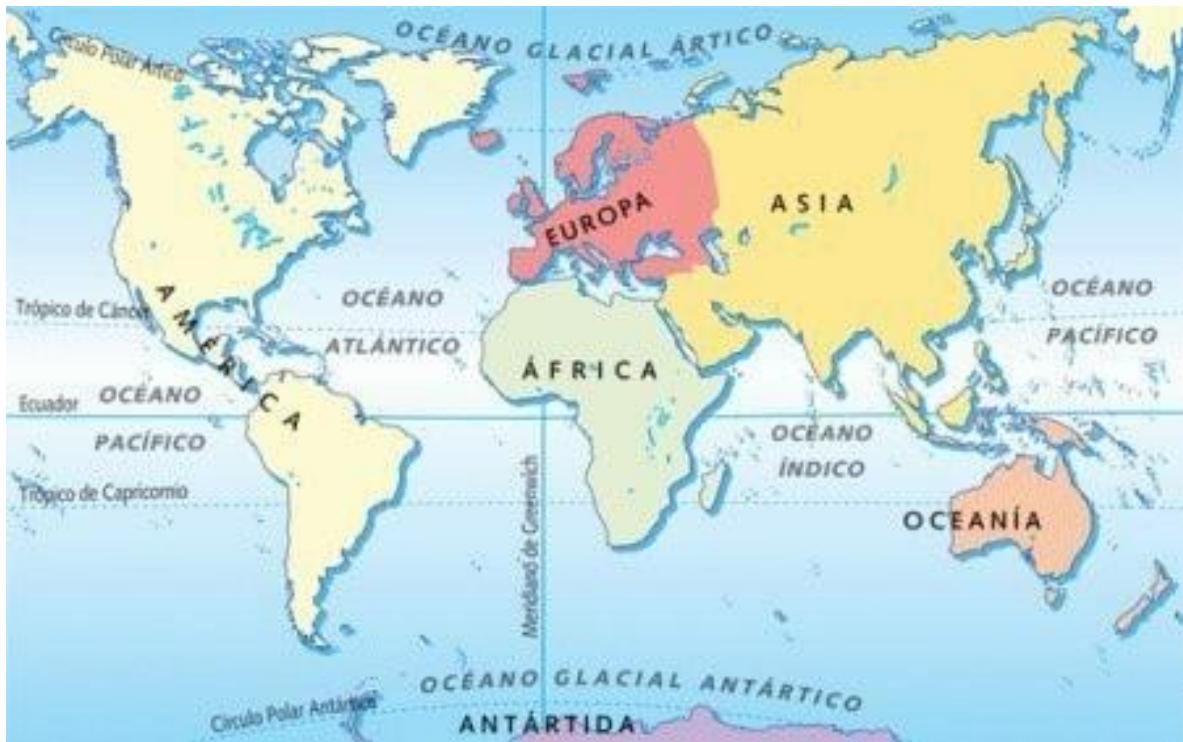 Círculo Polar Ártico
OCÉANO GLACIAL ÁRTICO
EUROPA
ASIA
OCÉANO
ATLÁNTICO
Trópico de Cáncer
AMÉRICA
ÁFRICA
OCÉANO
PACÍFICO
Ecuador
OCÉANO
PACÍFICO
OCÉANO
ÍNDICO
Trópico de Capricornio
Meridiano de Greenwich
OCEANÍA
OCÉANO GLACIAL ANTÁRTICO
Círculo Polar Antártico
ANTÁRTIDA